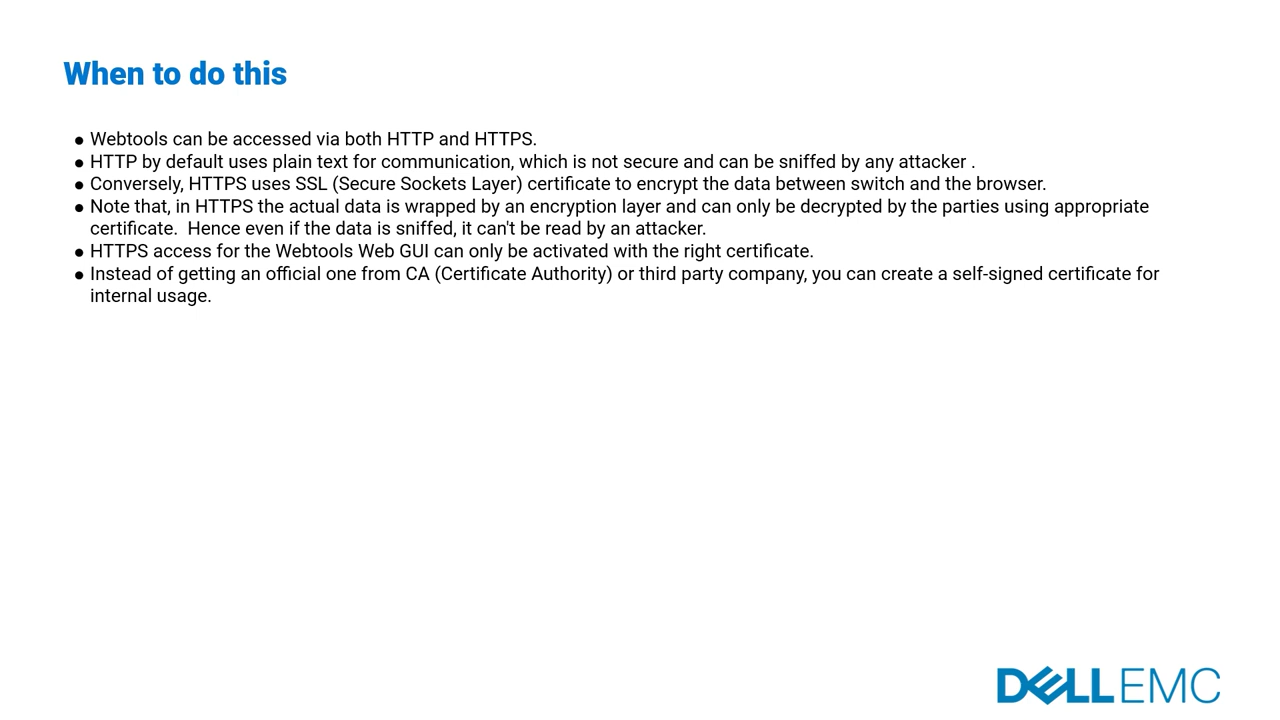 When to do this
● Webtools can be accessed via both HTTP and HTTPS.
● HTTP by default uses plain text for communication, which is not secure and can be sniffed by any attacker .
● Conversely, HTTPS uses SSL (Secure Sockets Layer) certificate to encrypt the data between switch and the browser.
● Note that, in HTTPS the actual data is wrapped by an encryption layer and can only be decrypted by the parties using appropriate
certificate.  Hence even if the data is sniffed, it can't be read by an attacker.
● HTTPS access for the Webtools Web GUI can only be activated with the right certificate.
● Instead of getting an official one from CA (Certificate Authority) or third party company, you can create a self-signed certificate for
internal usage.
DELLEMC